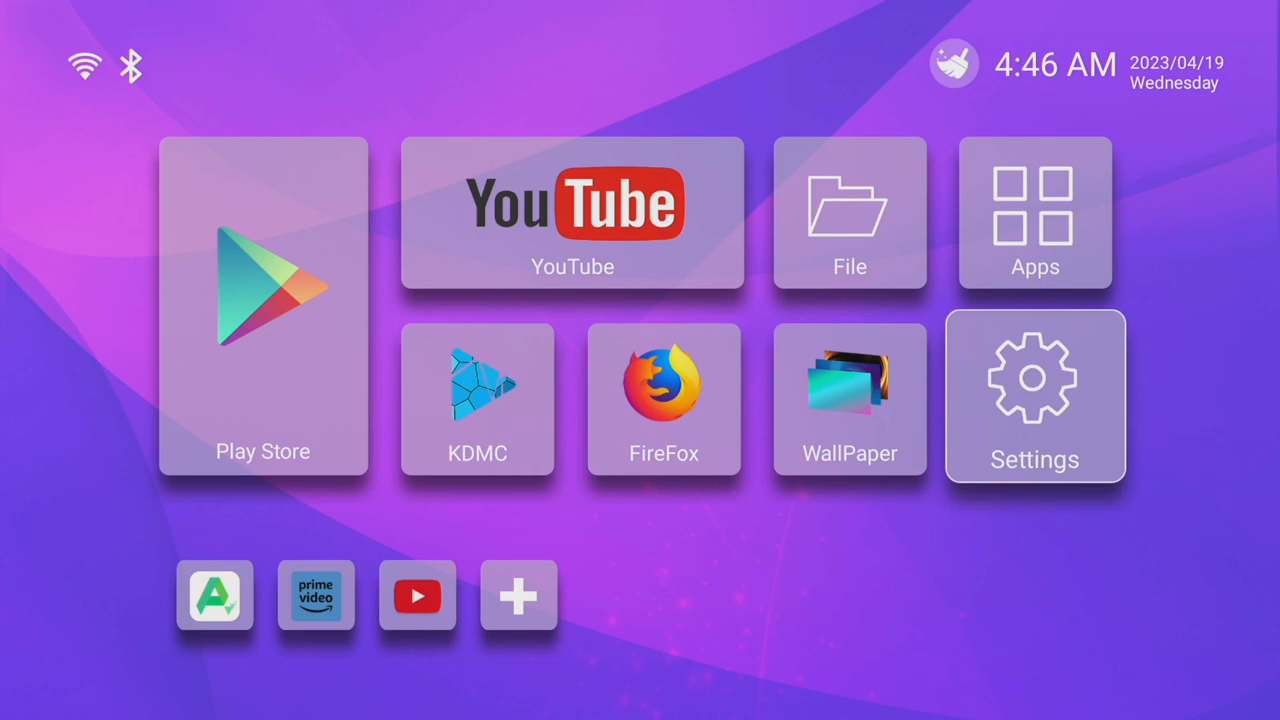 4:46 AM
2023/04/19
Wednesday
YouTube
YouTube
File
Apps
Play Store
KDMC
FireFox
WallPaper
Settings
prime
video